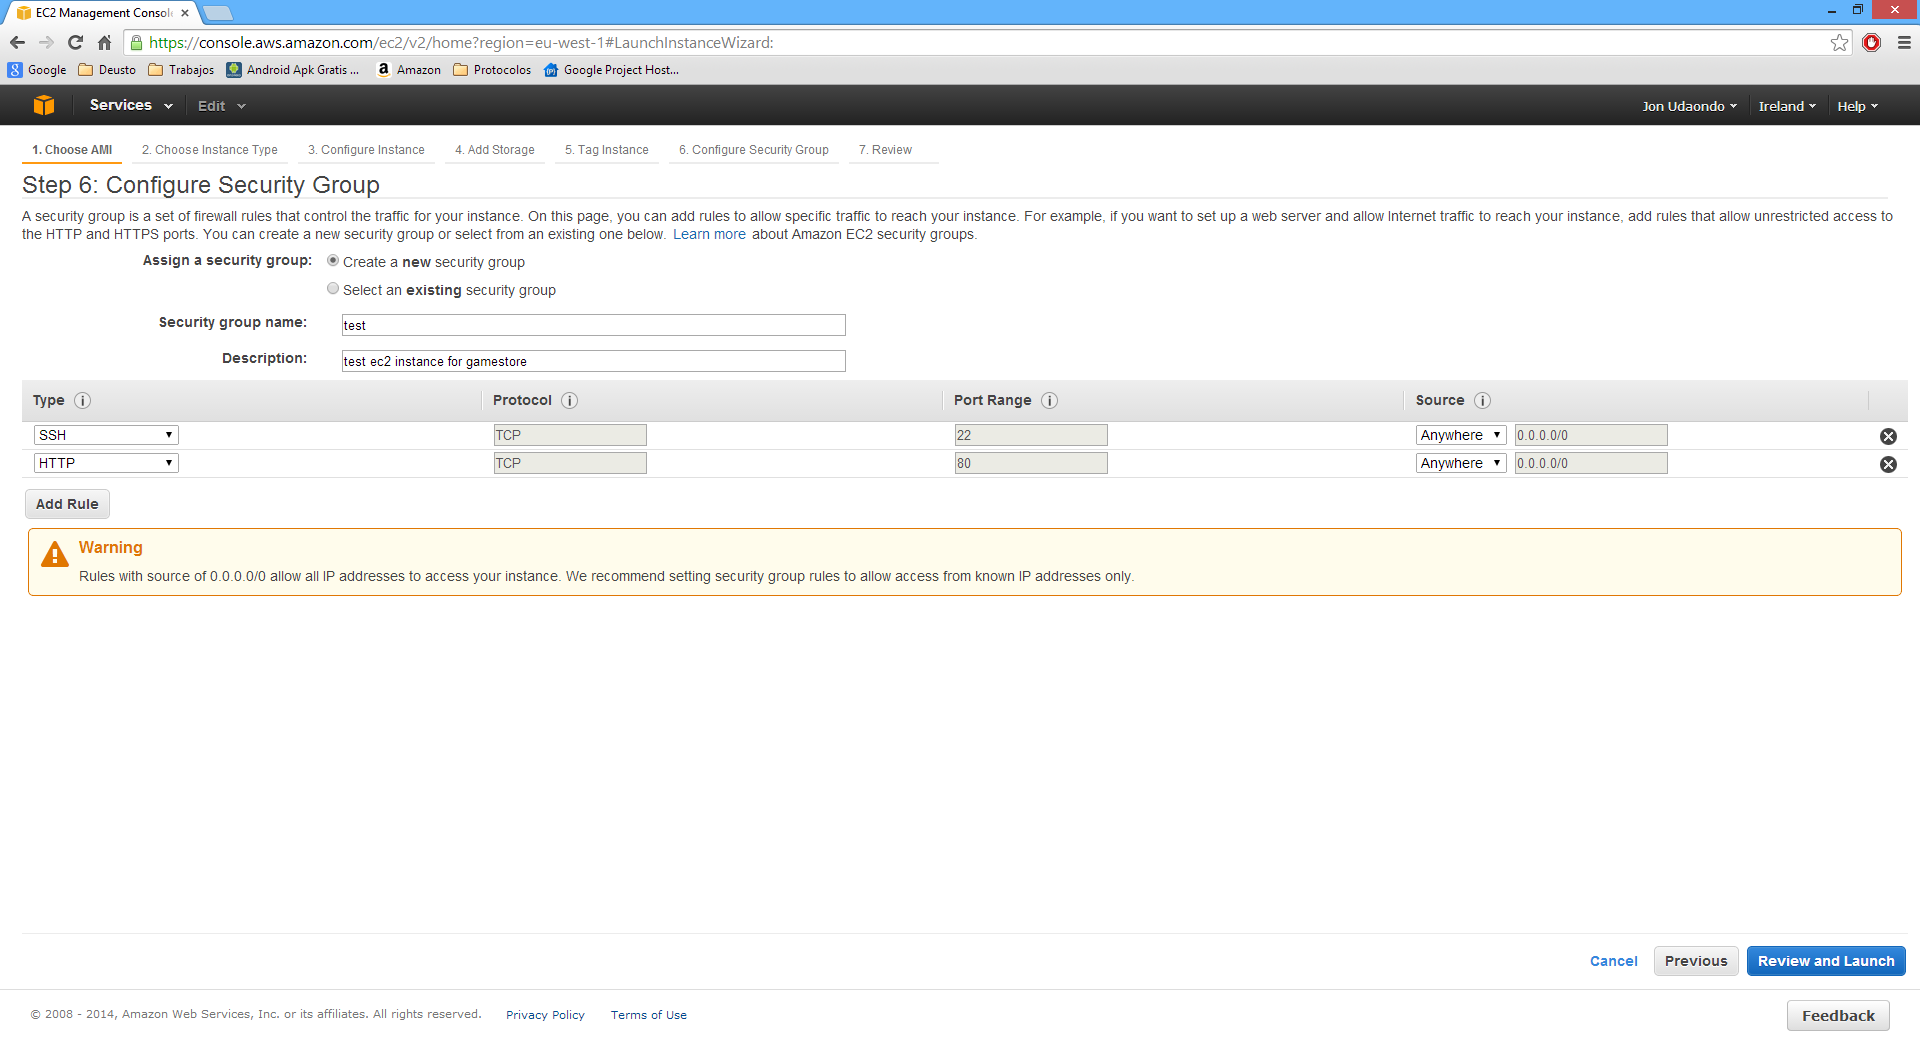 EC2 Management Consol
https://console.aws.amazon.com/ec2/v2/home?region=eu-west-1#LaunchInstanceWizard:
Google Deusto Trabajos Android Apk Gratis ... Amazon Protocolos Google Project Host...
Services Edit Jon Udaondo Ireland Help
1. Choose AMI 2. Choose Instance Type 3. Configure Instance 4. Add Storage 5. Tag Instance 6. Configure Security Group 7. Review
Step 6: Configure Security Group
A security group is a set of firewall rules that control the traffic for your instance. On this page, you can add rules to allow specific traffic to reach your instance. For example, if you want to set up a web server and allow Internet traffic to reach your instance, add rules that allow unrestricted access to
the HTTP and HTTPS ports. You can create a new security group or select from an existing one below. Learn more about Amazon EC2 security groups.
Assign a security group: Create a new security group
Select an existing security group
Security group name: test
Description: test ec2 instance for gamestore
Type Protocol Port Range Source
SSH TCP 22 Anywhere 0.0.0.0/0
HTTP TCP 80 Anywhere 0.0.0.0/0
Add Rule
Warning
Rules with source of 0.0.0.0/0 allow all IP addresses to access your instance. We recommend setting security group rules to allow access from known IP addresses only.
Cancel Previous Review and Launch
© 2008 - 2014, Amazon Web Services, Inc. or its affiliates. All rights reserved. Privacy Policy Terms of Use Feedback